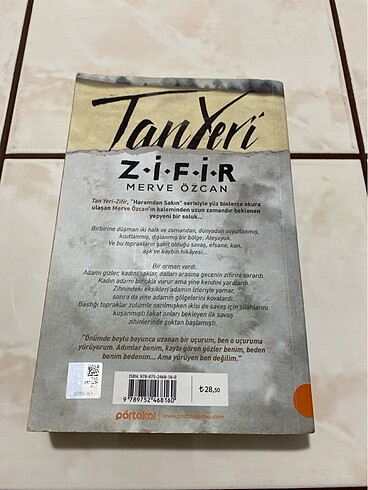 Tan Yeri
Z•İ•F•İ•R
MERVE ÖZCAN
Tan Yeri-Zifir, "Haramdan Sakın" serisiyle yüz binlerce okura
ulaşan Merve Özcan'ın kaleminden uzun zamandır beklenen
yepyeni bir soluk...
Birbirine düşman iki halk ve zamandan, dünyadan soyutlanmış,
kısıtlanmış, dışlanmış bir bölge; Ateşoyuk.
Ve bu toprakların şahit olduğu savaş, efsane, kan,
aşk ve kaybın hikâyesi...
Bir orman vardı.
Adamı gizler, kadını saklar, dalları arasına gecenin zifirini sarardı.
Kadın adamı bıçakla vurur ama yine kendini yaralardı.
Zihnindeki eksikleri adamın izleriyle yamar,
sonra da yine adamın gölgelerini kovalardı.
Bastığı topraklar zulümle sarılmışken ikisi de savaş için silahlarını
kuşanmıştı fakat onları bekleyen ilk savaş
zihinlerinde çoktan başlamıştı.
"Önümde boylu boyunca uzanan bir uçurum, ben o uçuruma
yürüyorum. Adımlar benim, kaybı gören gözler benim, beden
benim bedenim... Ama yürüyen ben değilim."
ISBN: 978-975-2468-16-0
9 789752 468160
₺28,50
portakal